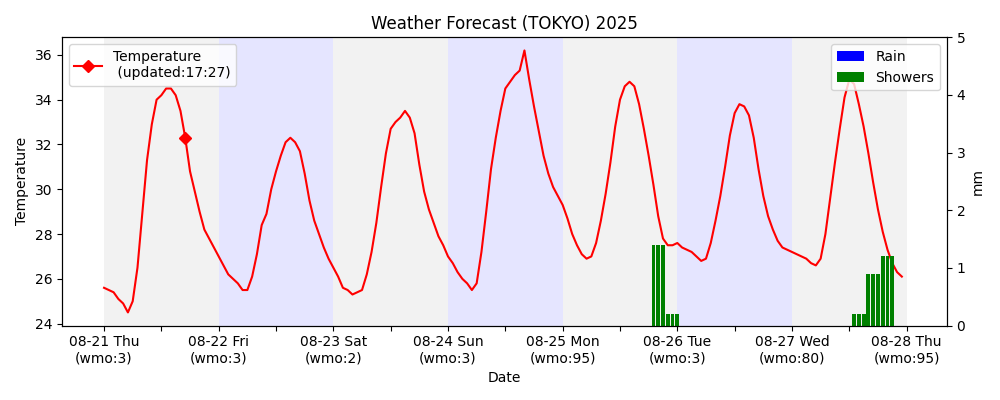 Weather Forecast (TOKYO) 2025
Temperature
(updated:17:27)
Rain
Showers
Temperature
36
34
32
30
28
26
24
5
4
3
2
1
0
mm
08-21 Thu
(wmo:3)
08-22 Fri
(wmo:3)
08-23 Sat
(wmo:2)
08-24 Sun
(wmo:3)
08-25 Mon
(wmo:95)
08-26 Tue
(wmo:3)
08-27 Wed
(wmo:80)
08-28 Thu
(wmo:95)
Date